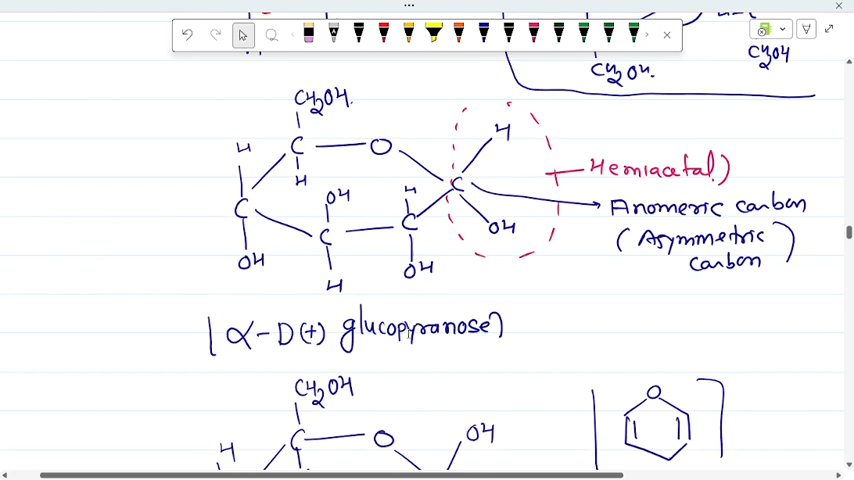 CH2OH.
CH2OH
CH2OH.
H
C
O
H
H
Hemiacetal)
OH
H
C
C
Anomeric carbon
C
C
OH
(Asymmetric
carbon)
OH
OH
H
α-D(+) glucopyranose)
CH2OH
O
C
O
OH
H